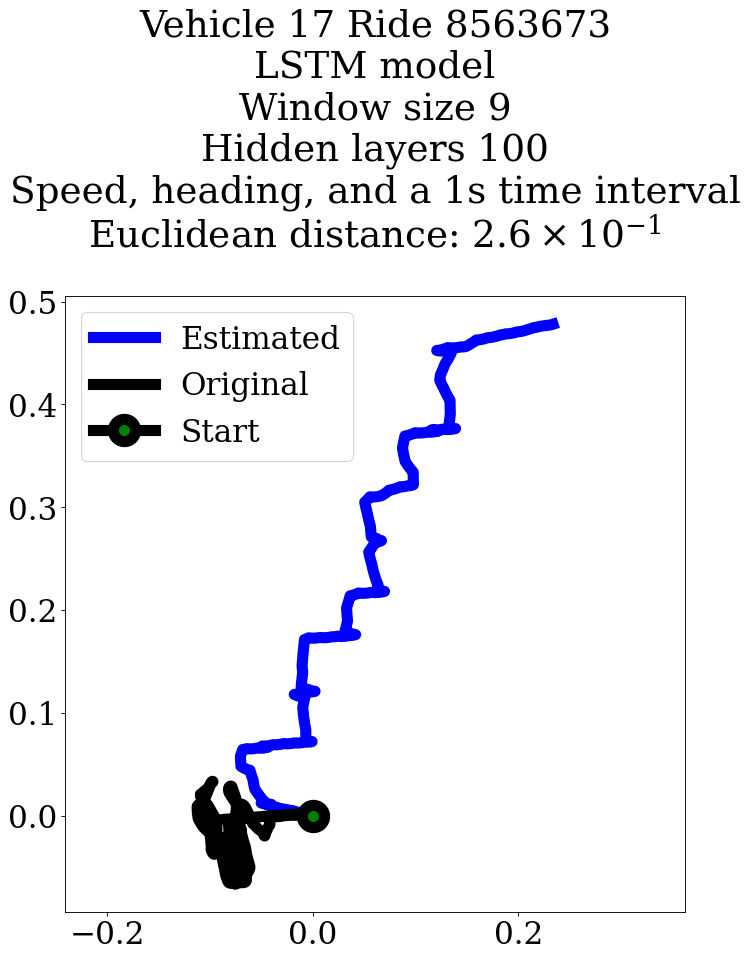 Vehicle 17 Ride 8563673
LSTM model
Window size 9
Hidden layers 100
Speed, heading, and a 1s time interval
Euclidean distance: 2.6 × 10⁻¹
Estimated
Original
Start
0.5
0.4
0.3
0.2
0.1
0.0
−0.2 0.0 0.2